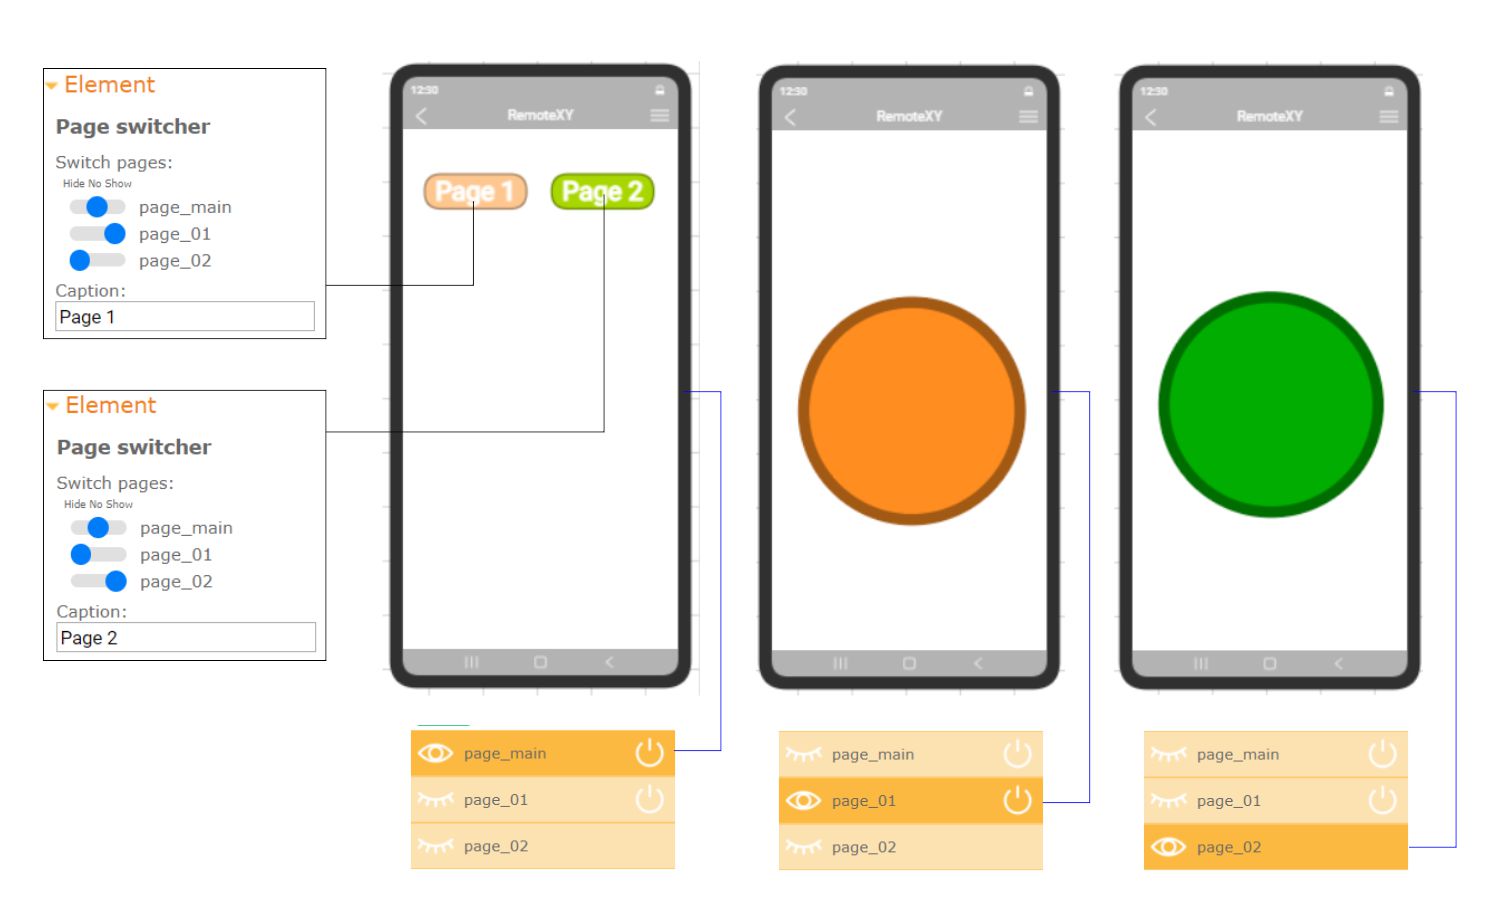 Element
Page switcher
Switch pages:
Hide No Show
page_main
page_01
page_02
Caption:
Page 1
Element
Page switcher
Switch pages:
Hide No Show
page_main
page_01
page_02
Caption:
Page 2
12:30
RemoteXY
Page 1 Page 2
page_main
page_01
page_02
12:30
RemoteXY
page_main
page_01
page_02
12:30
RemoteXY
page_main
page_01
page_02